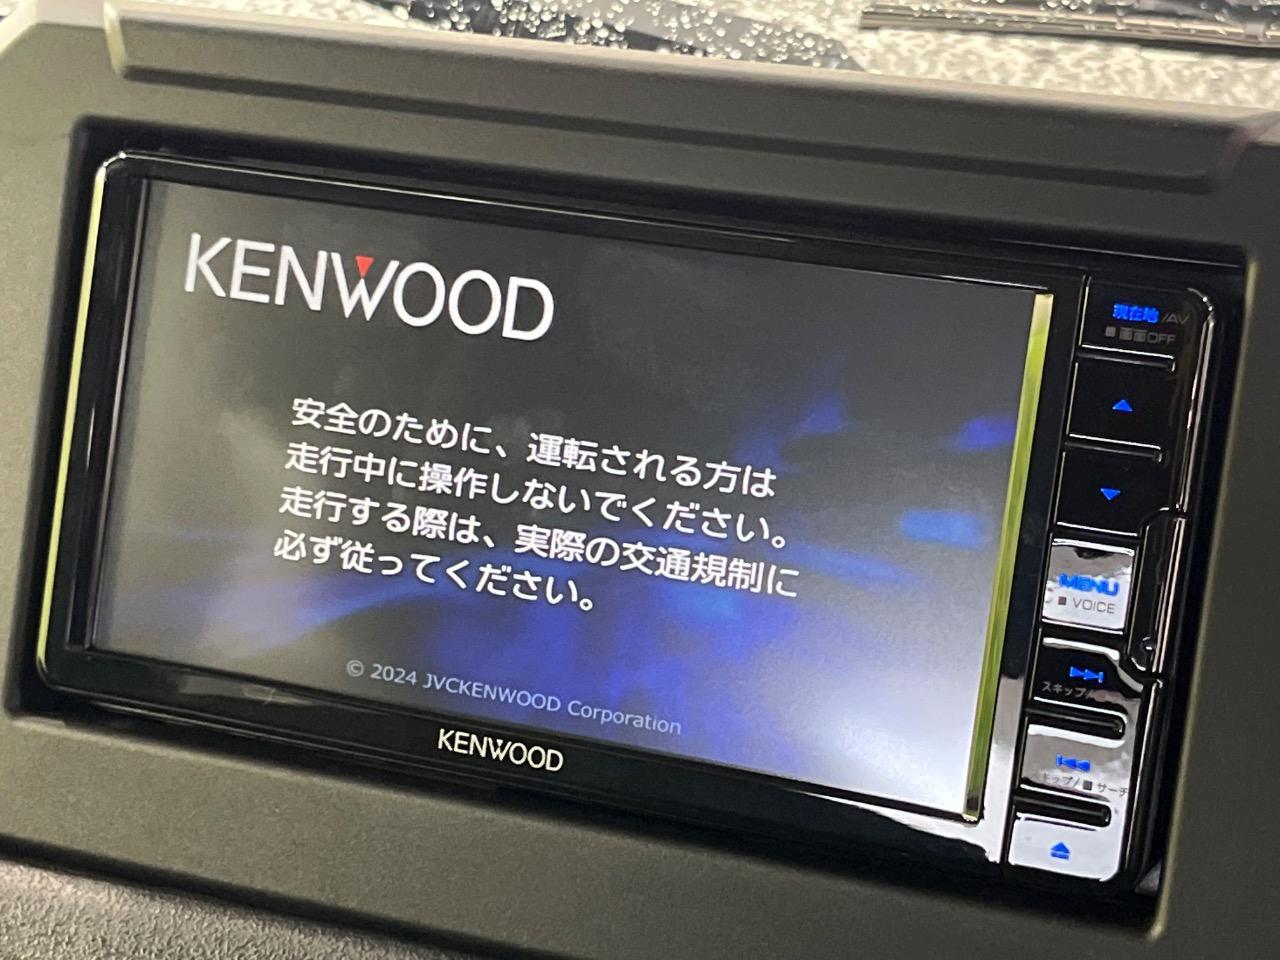 KENWOOD
安全のために、運転される方は
走行中に操作しないでください。
走行する際は、実際の交通規制に
必ず従ってください。
© 2024 JVCKENWOOD Corporation
KENWOOD
現在地/AV
■ 画面OFF
MENU
■ VOICE
スキップ/
キップ/■ サーチ